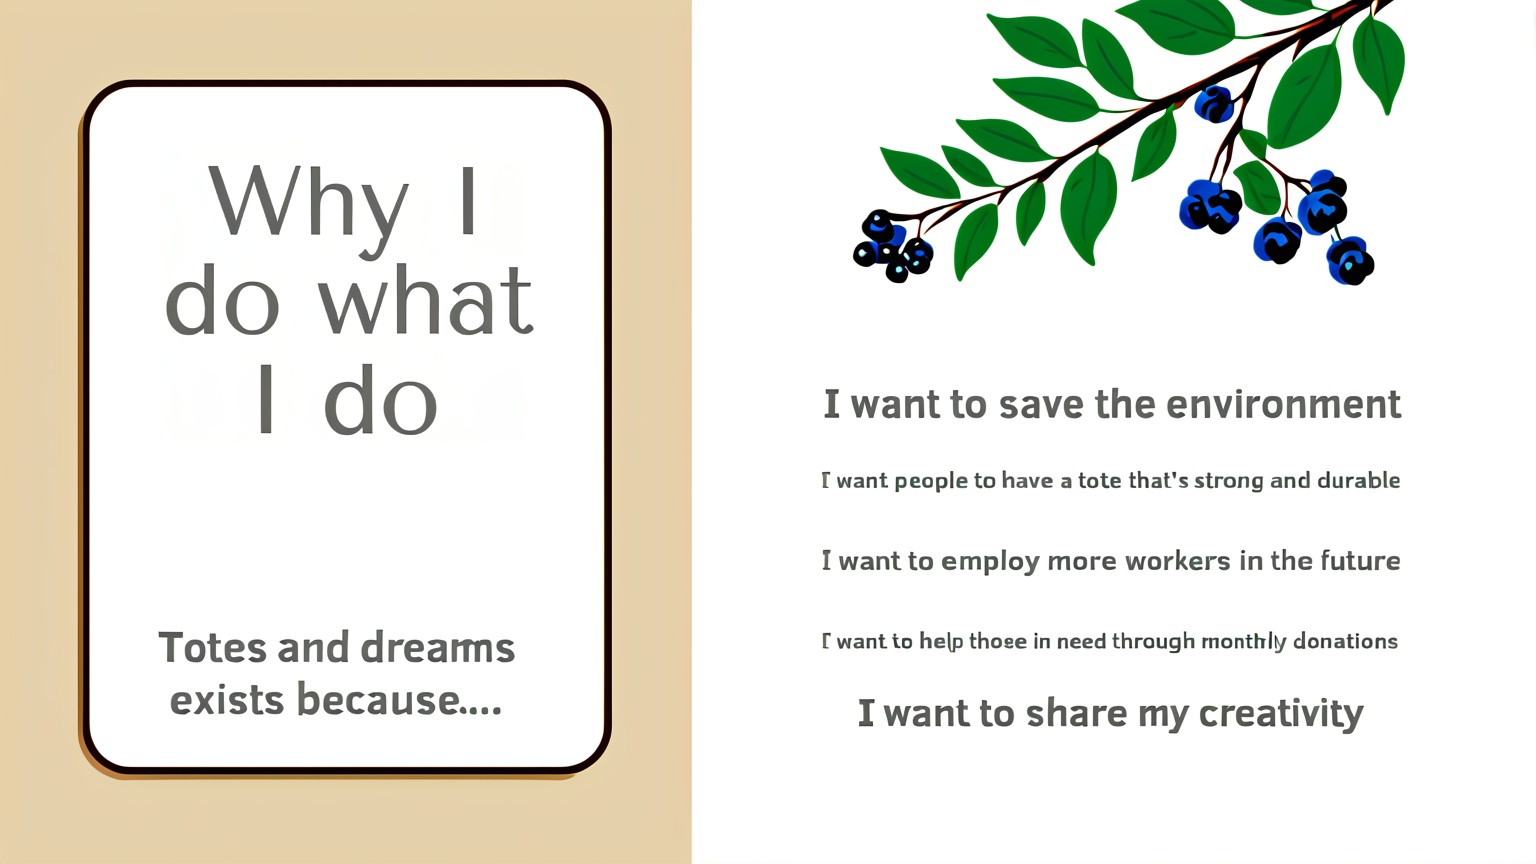 Why I
do what
I do
Totes and dreams
exists because....
I want to save the environment
I want people to have a tote that's strong and durable
I want to employ more workers in the future
I want to help those in need through monthly donations
I want to share my creativity